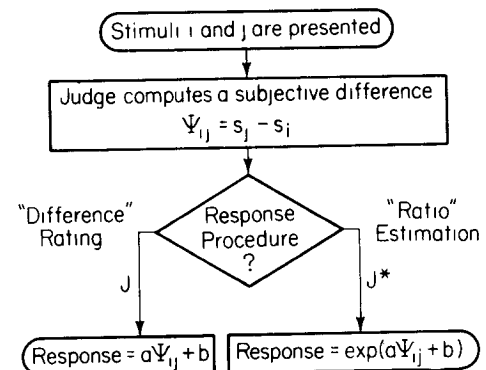 Stimuli i and j are presented
Judge computes a subjective difference
Ψij = sj − si
"Difference"
Rating
Response
Procedure
?
"Ratio"
Estimation
J
J*
Response = aΨij + b
Response = exp(aΨij + b)